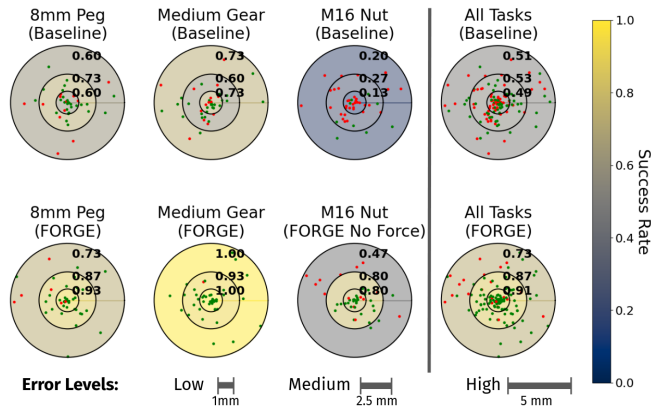 8mm Peg
(Baseline)
0.60
0.73
0.60
Medium Gear
(Baseline)
0.73
0.60
0.73
M16 Nut
(Baseline)
0.20
0.27
0.13
All Tasks
(Baseline)
0.51
0.53
0.49
8mm Peg
(FORGE)
0.73
0.87
0.93
Medium Gear
(FORGE)
1.00
0.93
1.00
M16 Nut
(FORGE No Force)
0.47
0.80
0.80
All Tasks
(FORGE)
0.73
0.87
0.91
1.0
0.8
0.6
0.4
0.2
0.0
Success Rate
Error Levels:
Low
1mm
Medium
2.5 mm
High
5 mm